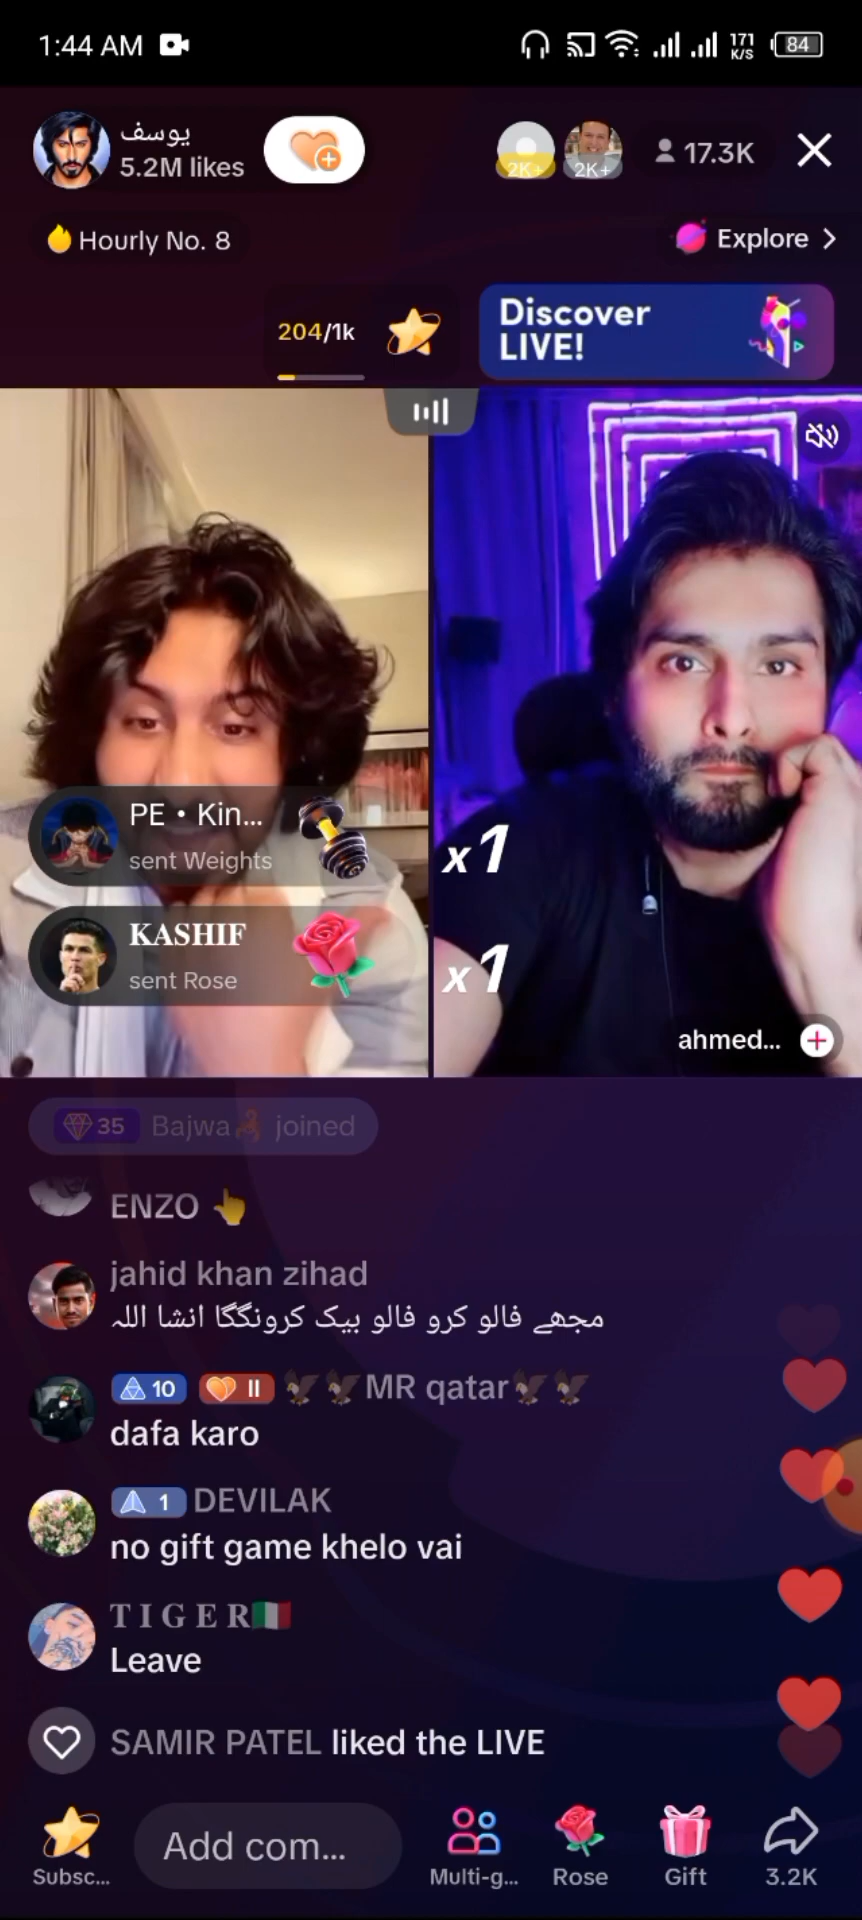 1:44 AM
171
K/S
84
يوسف
5.2M likes
2K+
2K+
17.3K
Hourly No. 8
Explore
204/1k
Discover
LIVE!
PE • Kin...
sent Weights
x1
KASHIF
sent Rose
x1
ahmed...
35 Bajwa🦂 joined
ENZO 👆
jahid khan zihad
مجھے فالو کرو فالو بیک کرونگگا انشا اللہ
10 II 🦅🦅MR qatar🦅🦅
dafa karo
1 DEVILAK
no gift game khelo vai
T I G E R🇮🇹
Leave
SAMIR PATEL liked the LIVE
Subsc...
Add com...
Multi-g...
Rose
Gift
3.2K